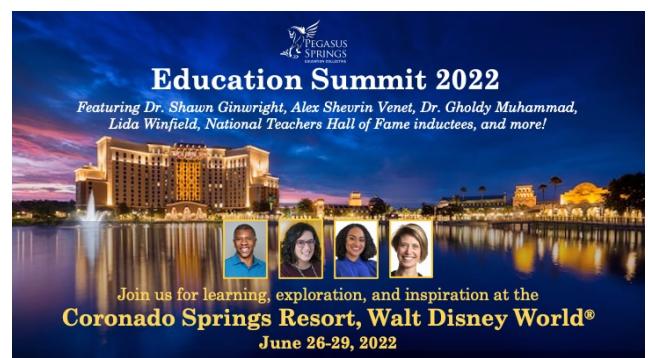 PEGASUS
SPRINGS
EDUCATION COLLECTIVE
Education Summit 2022
Featuring Dr. Shawn Ginwright, Alex Shevrin Venet, Dr. Gholdy Muhammad,
Lida Winfield, National Teachers Hall of Fame inductees, and more!
Join us for learning, exploration, and inspiration at the
Coronado Springs Resort, Walt Disney World®
June 26-29, 2022